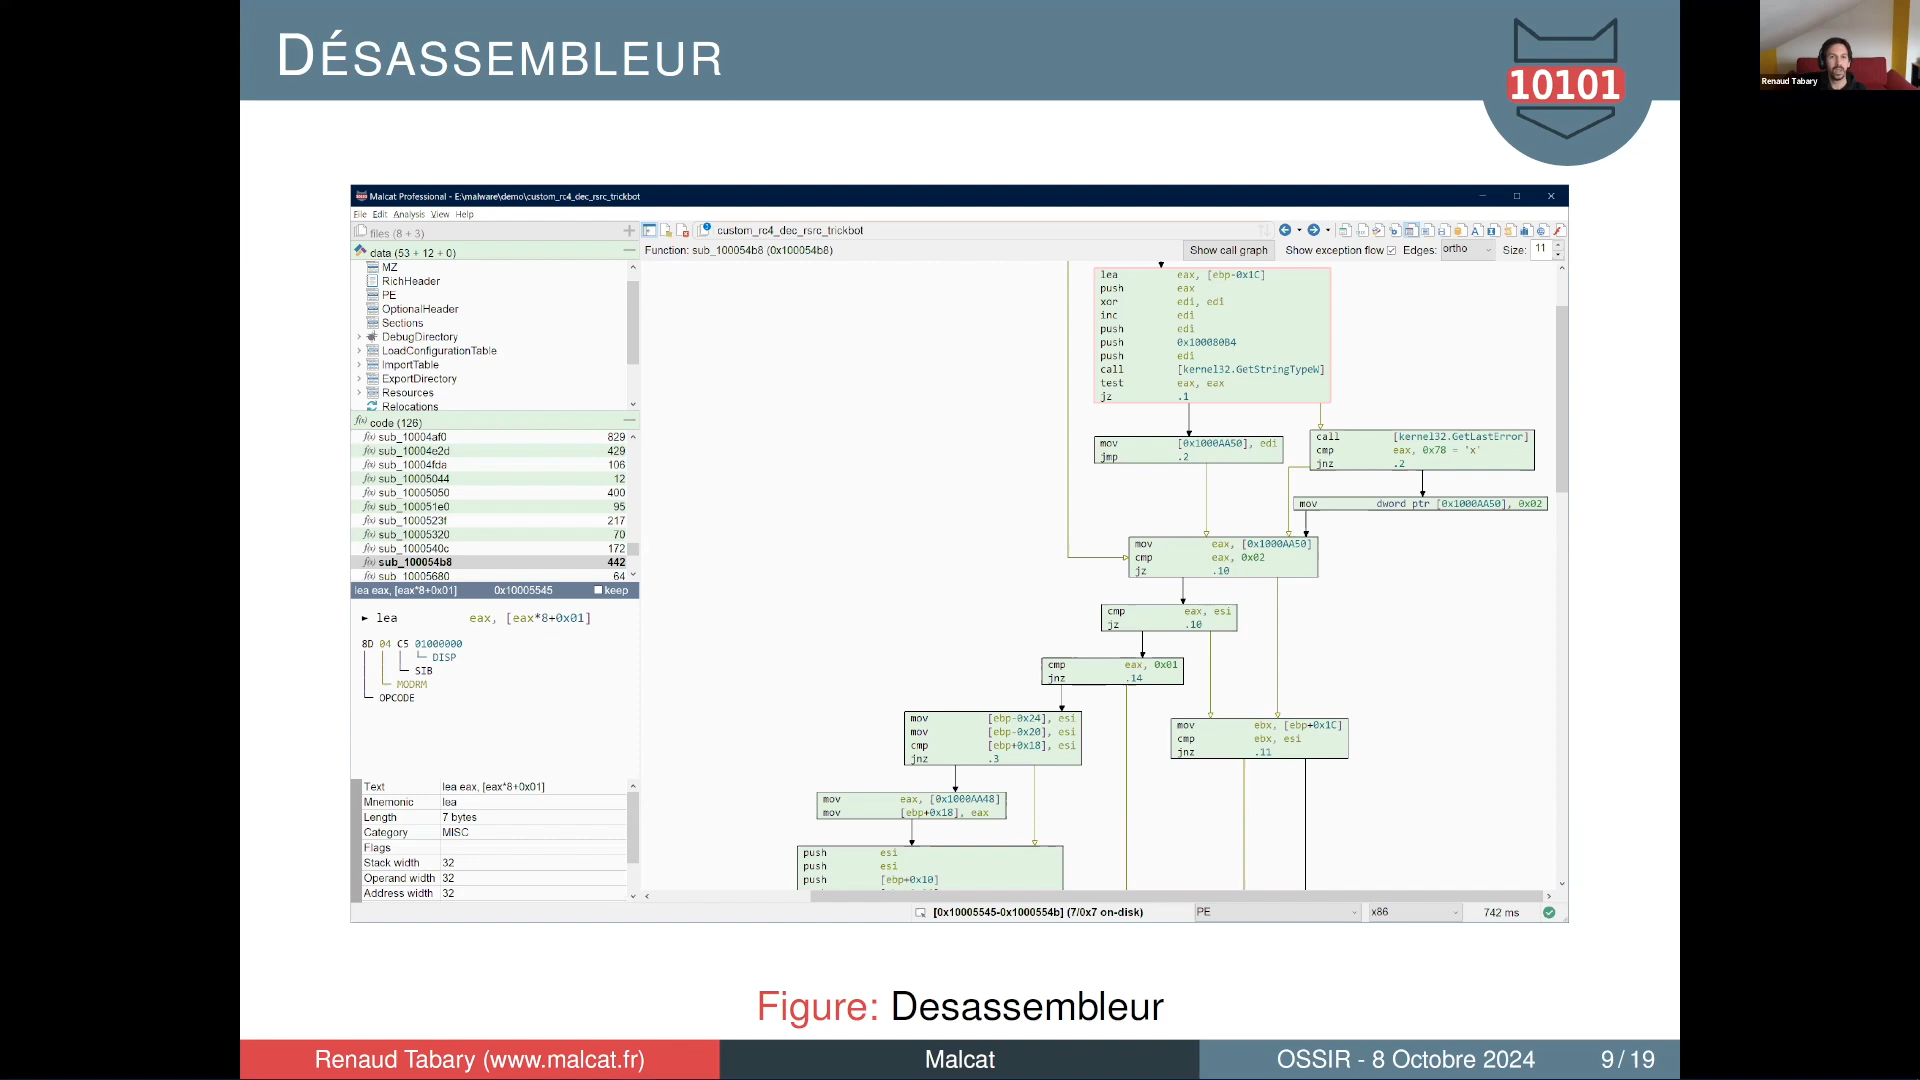 DÉSASSEMBLEUR
10101
Renaud Tabary
Malcat Professional - E:\malware\demo\custom_rc4_dec_rsrc_trickbot
File Edit Analysis View Help
files (8 + 3)
custom_rc4_dec_rsrc_trickbot
data (53 + 12 + 0)
Function: sub_100054b8 (0x100054b8)
Show call graph
Show exception flow
Edges: ortho
Size: 11
MZ
RichHeader
PE
OptionalHeader
Sections
DebugDirectory
LoadConfigurationTable
ImportTable
ExportDirectory
Resources
Relocations
code (126)
sub_10004af0 829
sub_10004e2d 429
sub_10004fda 106
sub_10005044 12
sub_10005050 400
sub_100051e0 95
sub_1000523f 217
sub_10005320 70
sub_1000540c 172
sub_100054b8 442
sub_10005680 64
lea eax, [eax*8+0x01] 0x10005545 keep
lea eax, [eax*8+0x01]
8D 04 C5 01000000
DISP
SIB
MODRM
OPCODE
Text lea eax, [eax*8+0x01]
Mnemonic lea
Length 7 bytes
Category MISC
Flags
Stack width 32
Operand width 32
Address width 32
lea eax, [ebp-0x1C]
push eax
xor edi, edi
inc edi
push edi
push 0x100080B4
push edi
call [kernel32.GetStringTypeW]
test eax, eax
jz .1
mov [0x1000AA50], edi
jmp .2
call [kernel32.GetLastError]
cmp eax, 0x78 = 'x'
jnz .2
mov dword ptr [0x1000AA50], 0x02
mov eax, [0x1000AA50]
cmp eax, 0x02
jz .10
cmp eax, esi
jz .10
cmp eax, 0x01
jnz .14
mov [ebp-0x24], esi
mov [ebp-0x20], esi
cmp [ebp+0x18], esi
jnz .3
mov ebx, [ebp+0x1C]
cmp ebx, esi
jnz .11
mov eax, [0x1000AA48]
mov [ebp+0x18], eax
push esi
push esi
push [ebp+0x10]
[0x10005545-0x1000554b] (7/0x7 on-disk)
PE
x86
742 ms
Figure: Desassembleur
Renaud Tabary (www.malcat.fr)
Malcat
OSSIR - 8 Octobre 2024
9 / 19